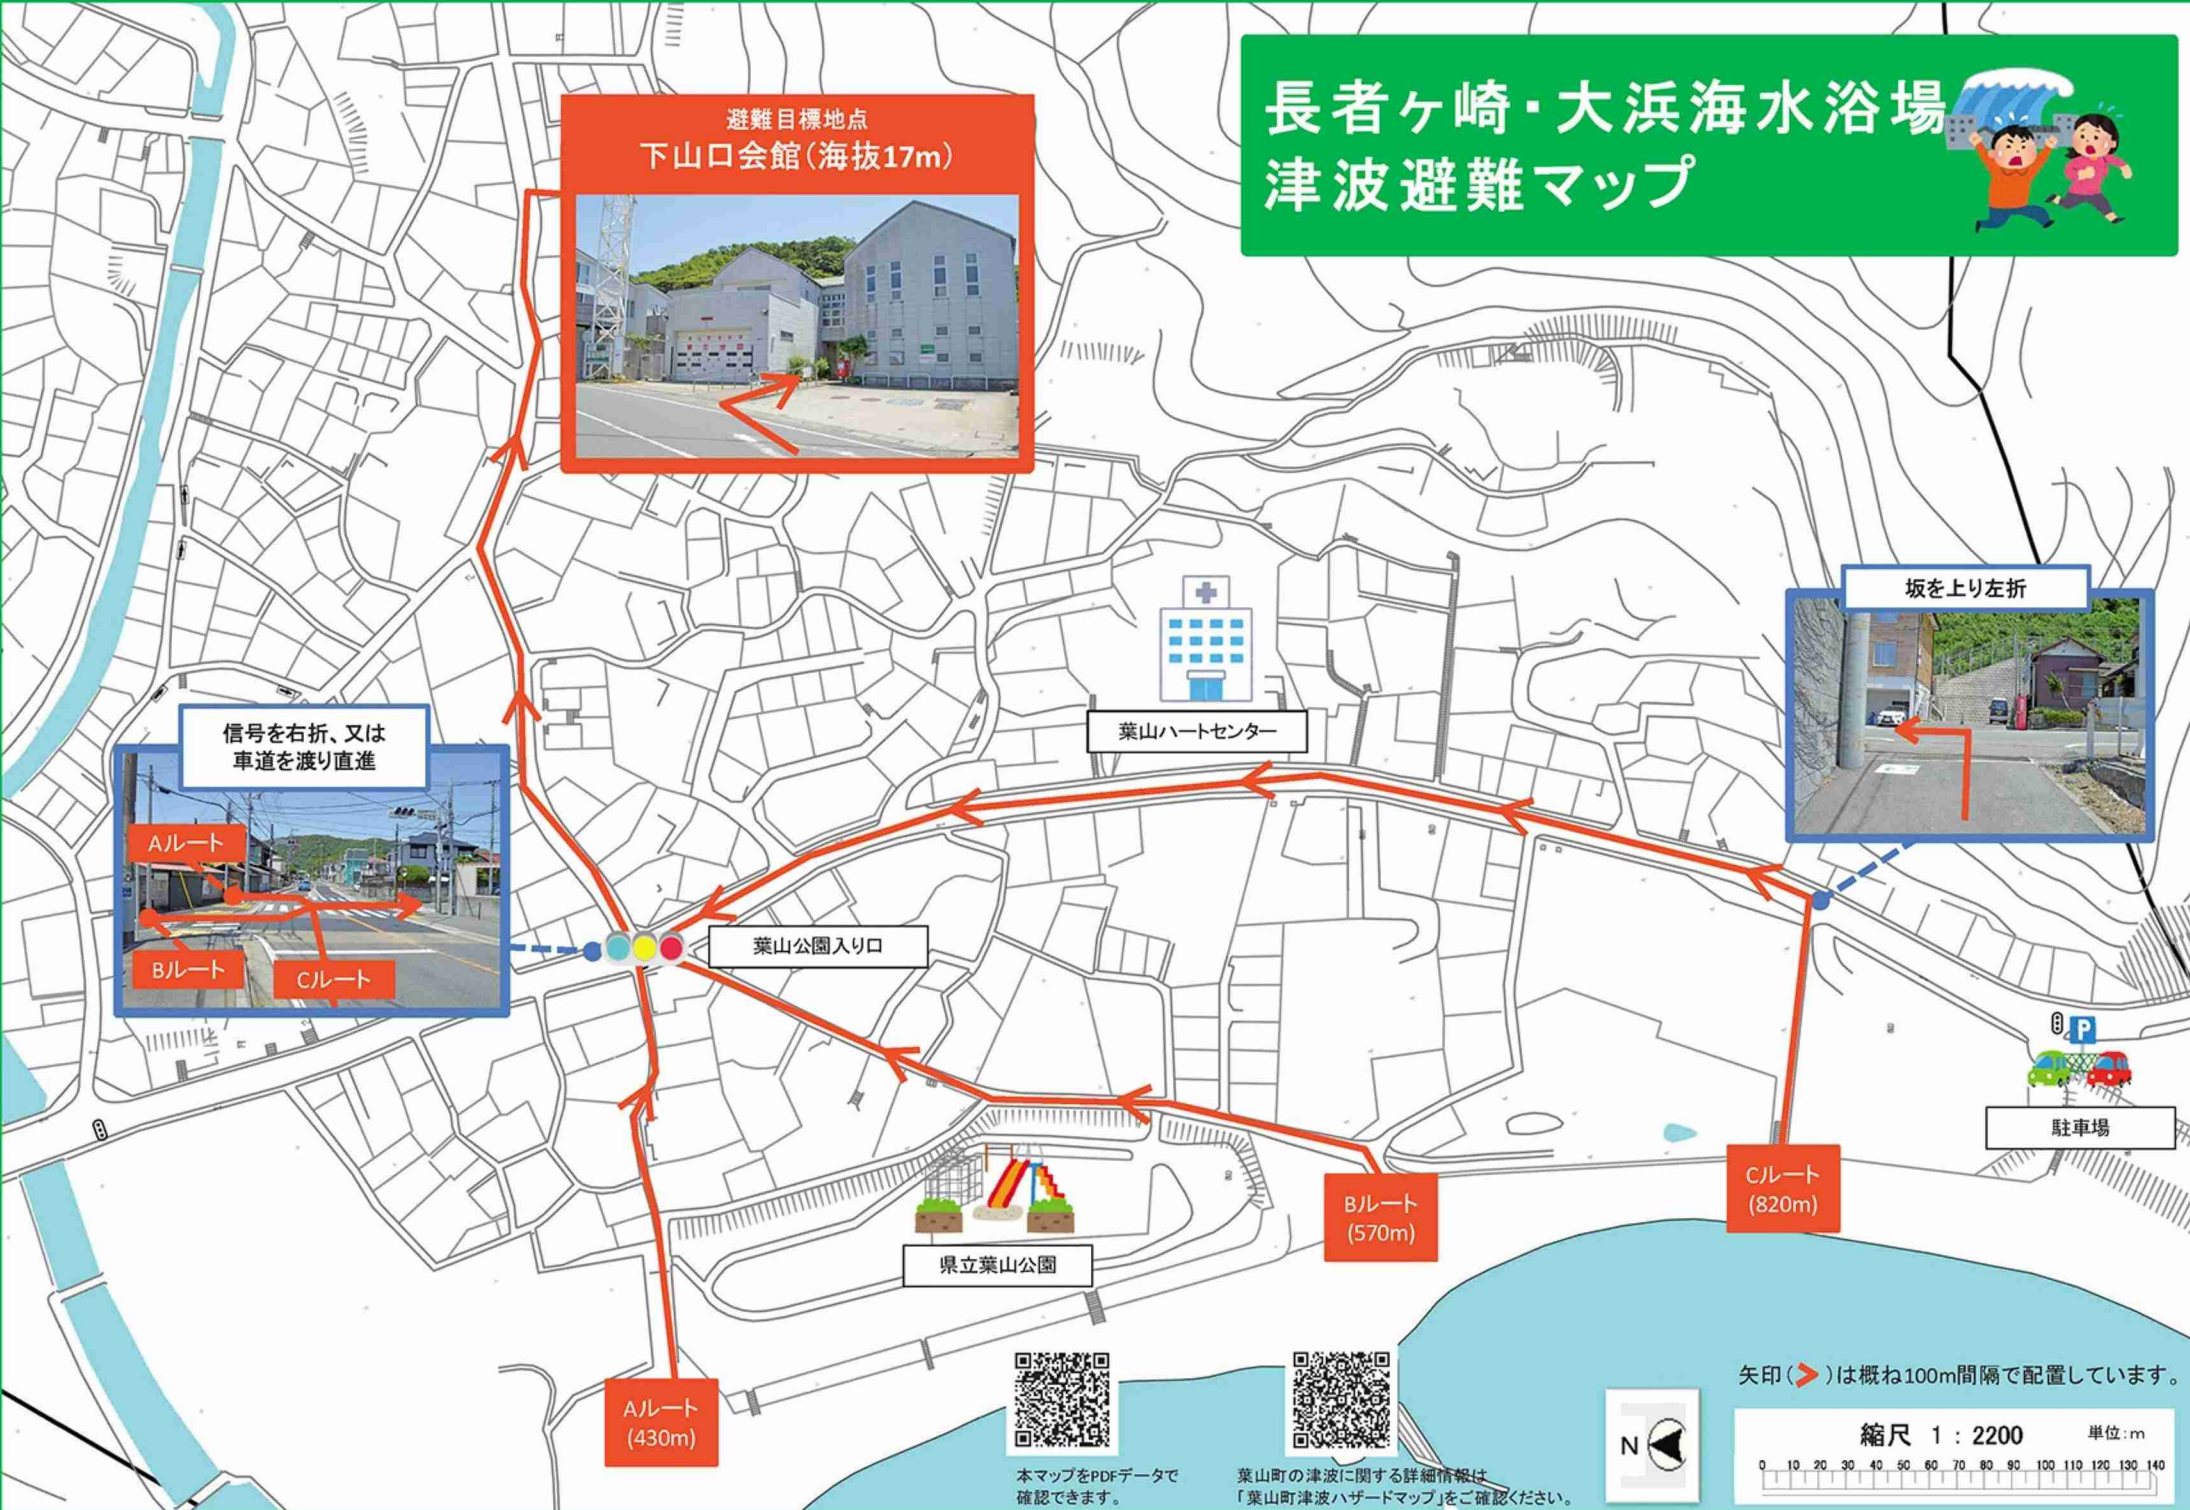 長者ヶ崎・大浜海水浴場
津波避難マップ
避難目標地点
下山口会館(海抜17m)
坂を上り左折
葉山ハートセンター
信号を右折、又は
車道を渡り直進
Aルート
Bルート
Cルート
葉山公園入り口
P
駐車場
県立葉山公園
Bルート
(570m)
Cルート
(820m)
Aルート
(430m)
本マップをPDFデータで
確認できます。
葉山町の津波に関する詳細情報は
「葉山町津波ハザードマップ」をご確認ください。
N
矢印(>)は概ね100m間隔で配置しています。
縮尺 1:2200 単位:m
0 10 20 30 40 50 60 70 80 90 100 110 120 130 140